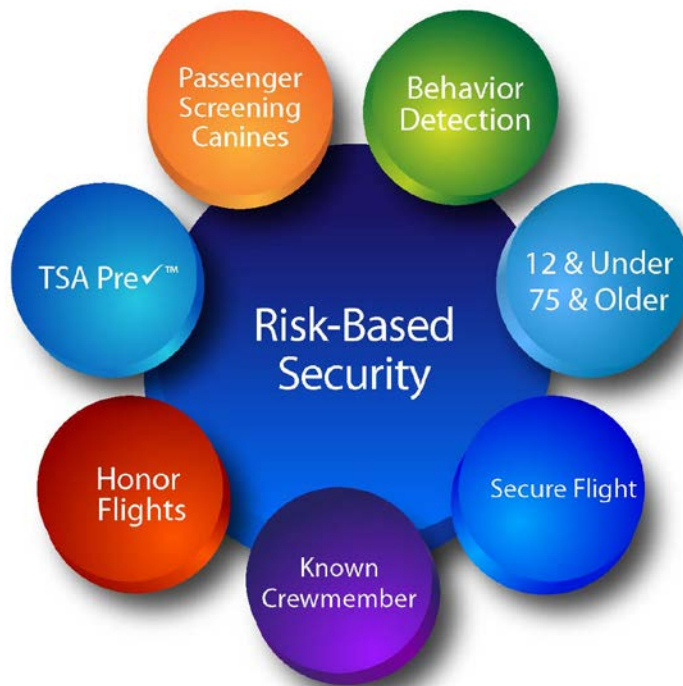 Passenger
Screening
Canines
Behavior
Detection
TSA Pre✓™
12 & Under
75 & Older
Risk-Based
Security
Honor
Flights
Secure Flight
Known
Crewmember